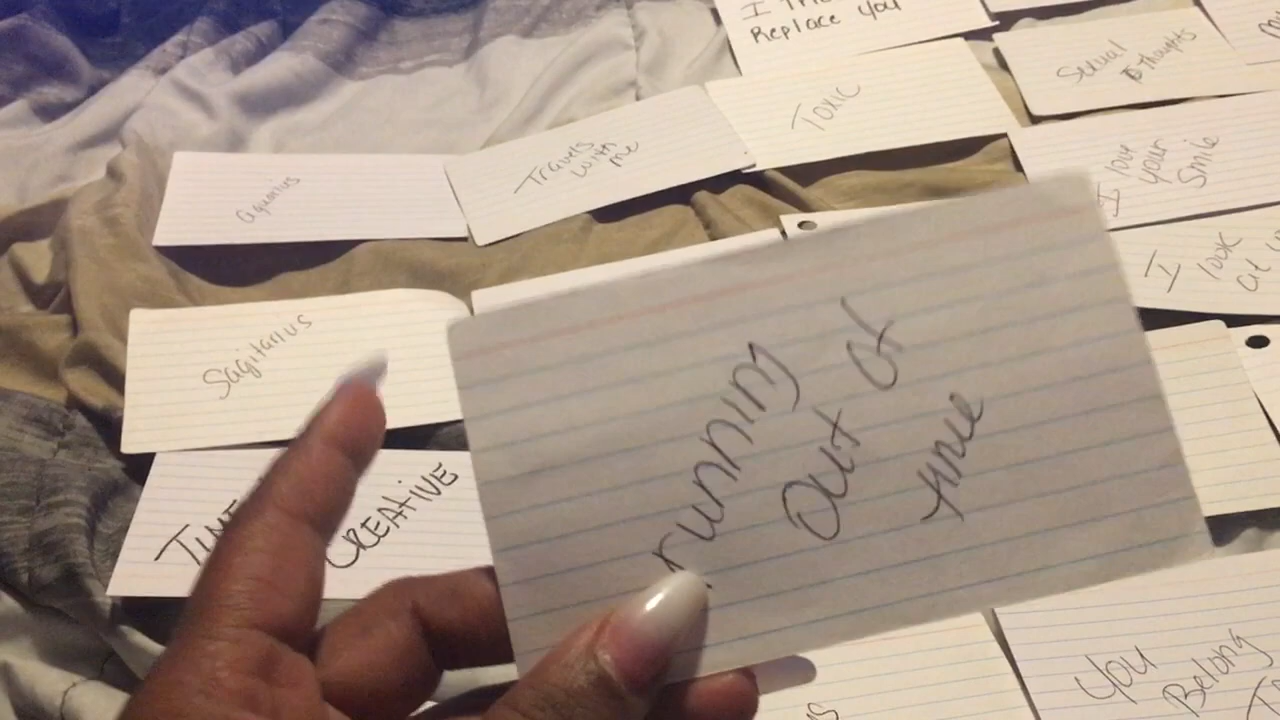 Replace you
Sexual
Thoughts
Toxic
Travels
with
me
aquarius
I love
your
Smile
I
look
at
Sagitarius
running
out of
time
CREATIVE
You
Belong